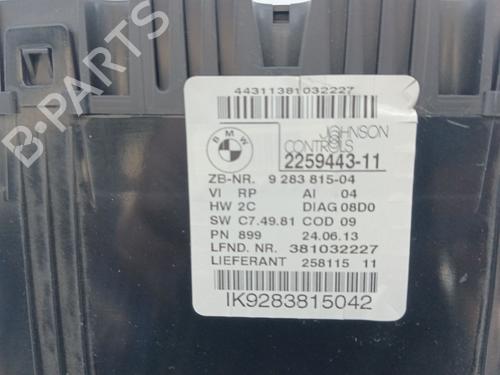 44311381032227
BMW
JOHNSON
CONTROLS
2259443-11
ZB-NR. 9 283 815-04
VI RP AI 04
HW 2C DIAG 08D0
SW C7.49.81 COD 09
PN 899 24.06.13
LFND. NR. 381032227
LIEFERANT 258115 11
IK9283815042
B-Parts